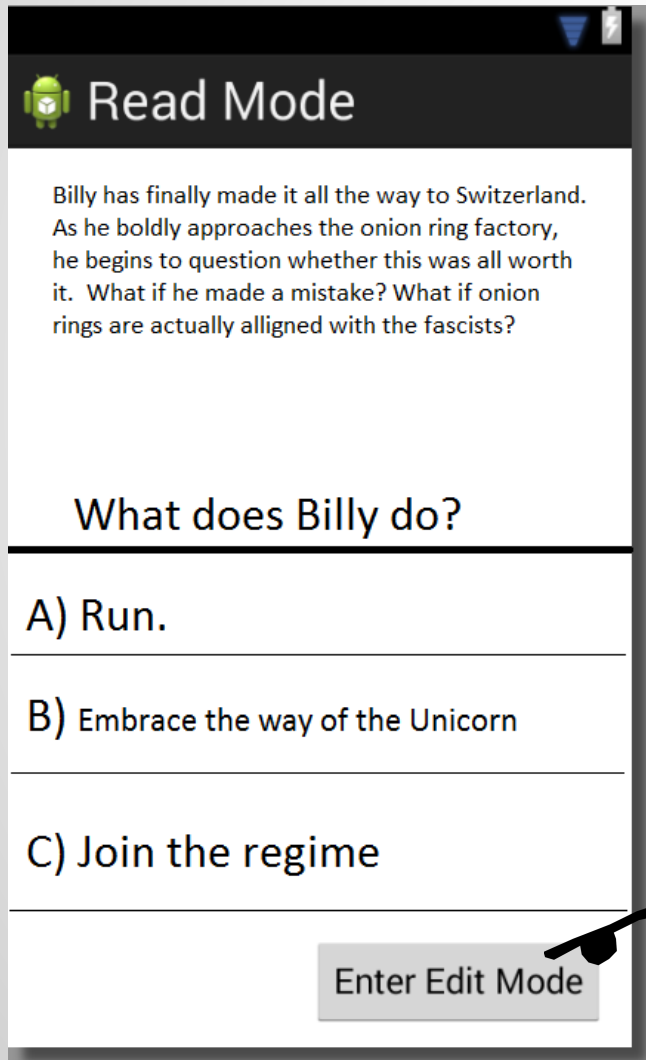 Read Mode
Billy has finally made it all the way to Switzerland.
As he boldly approaches the onion ring factory,
he begins to question whether this was all worth
it.  What if he made a mistake? What if onion
rings are actually alligned with the fascists?
What does Billy do?
A) Run.
B) Embrace the way of the Unicorn
C) Join the regime
Enter Edit Mode